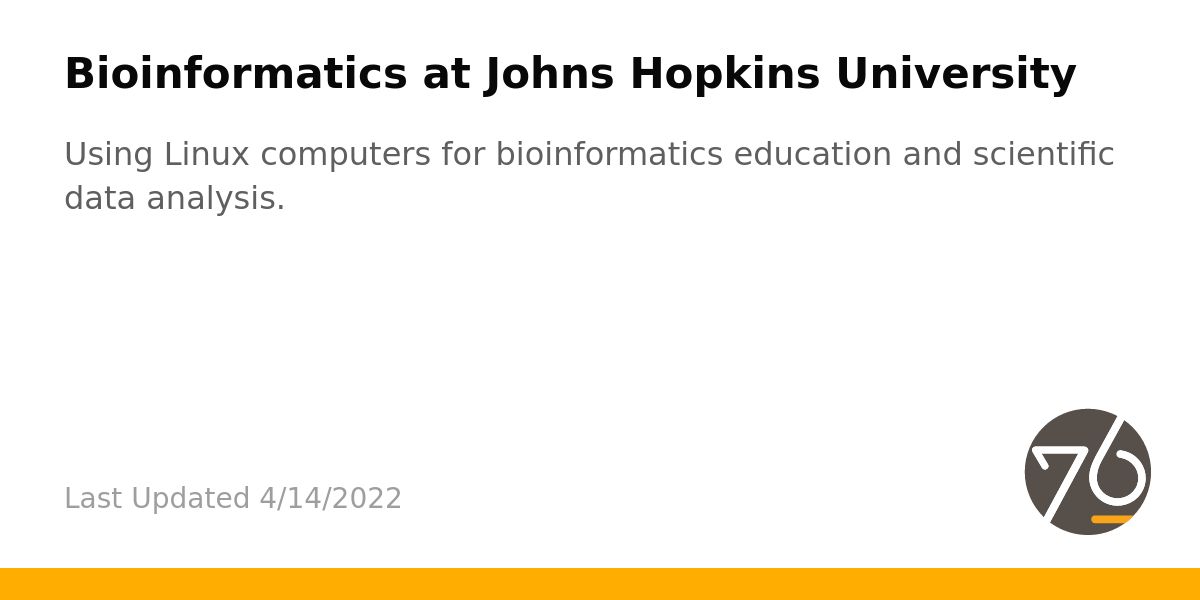 Bioinformatics at Johns Hopkins University
Using Linux computers for bioinformatics education and scientific
data analysis.
Last Updated 4/14/2022
76